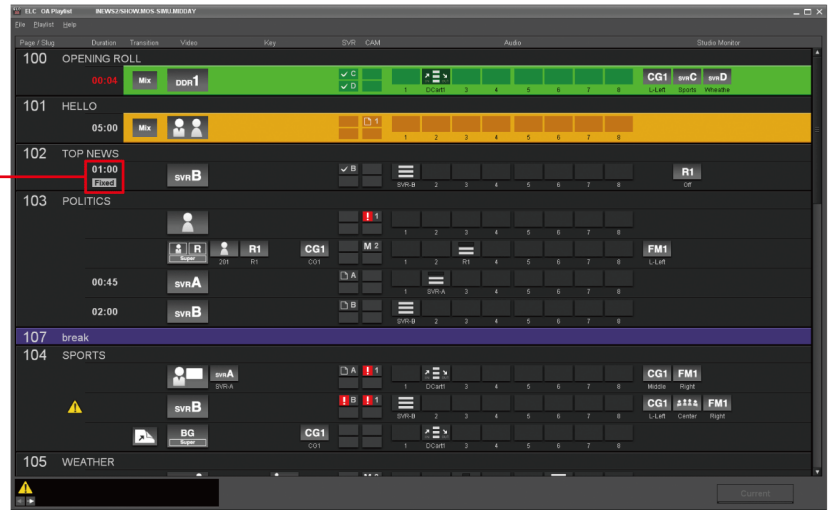 ELC OA Playlist INEWS2/SHOW.MOS-SIMU.MIDDAY
File Playlist Help
Page / Slug Duration Transition Video Key SVR CAM Audio Studio Monitor
100 OPENING ROLL
00:04 Mix DDR1 C CG1 SVRC SVRD
D 1 DCart1 3 4 5 6 7 8 L-Left Sports Wheathe
101 HELLO
05:00 Mix 1
1 2 3 4 5 6 7 8
102 TOP NEWS
01:00 SVRB B R1
Fixed SVR-B 2 3 4 5 6 7 8 Off
103 POLITICS
! 1
1 2 3 4 5 6 7 8
R R1 CG1 M 2 FM1
Super 201 R1 CG1 1 2 R1 4 5 6 7 8 L-Left
00:45 SVRA A
1 SVR-A 3 4 5 6 7 8
02:00 SVRB B
SVR-B 2 3 4 5 6 7 8
107 break
104 SPORTS
SVRA A ! 1 CG1 FM1
SVR-A 1 DCart1 3 4 5 6 7 8 Middle Right
! SVRB ! B ! 1 CG1 FM1
SVR-B 2 3 4 5 6 7 8 L-Left Center Right
BG CG1
Super CG1 1 DCart1 3 4 5 6 7 8
105 WEATHER
!
Current